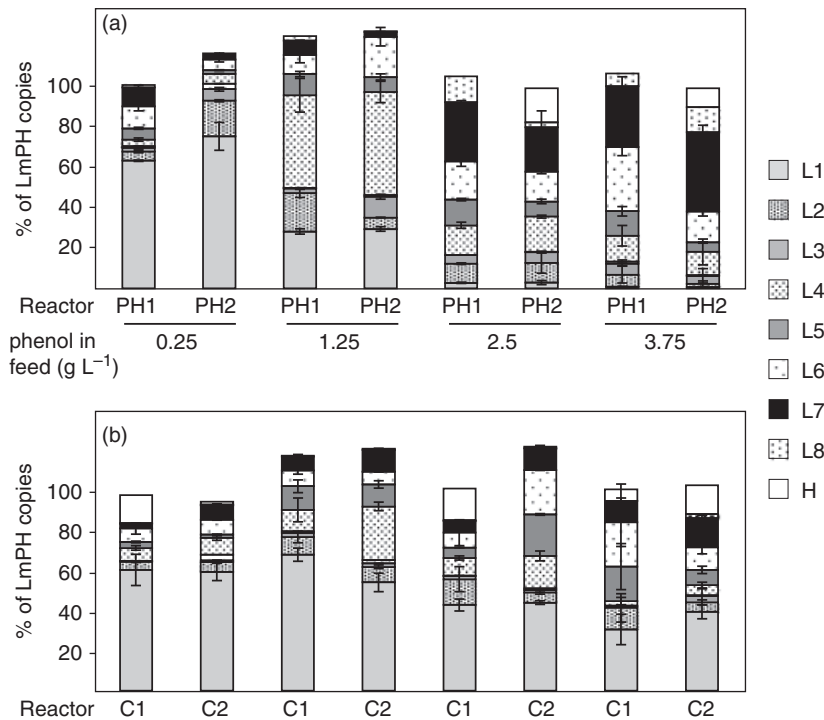 (a)
% of LmPH copies
100
80
60
40
20
Reactor PH1 PH2 PH1 PH2 PH1 PH2 PH1 PH2
phenol in
feed (g L–1) 0.25 1.25 2.5 3.75
L1
L2
L3
L4
L5
L6
L7
L8
H
(b)
% of LmPH copies
100
80
60
40
20
Reactor C1 C2 C1 C2 C1 C2 C1 C2